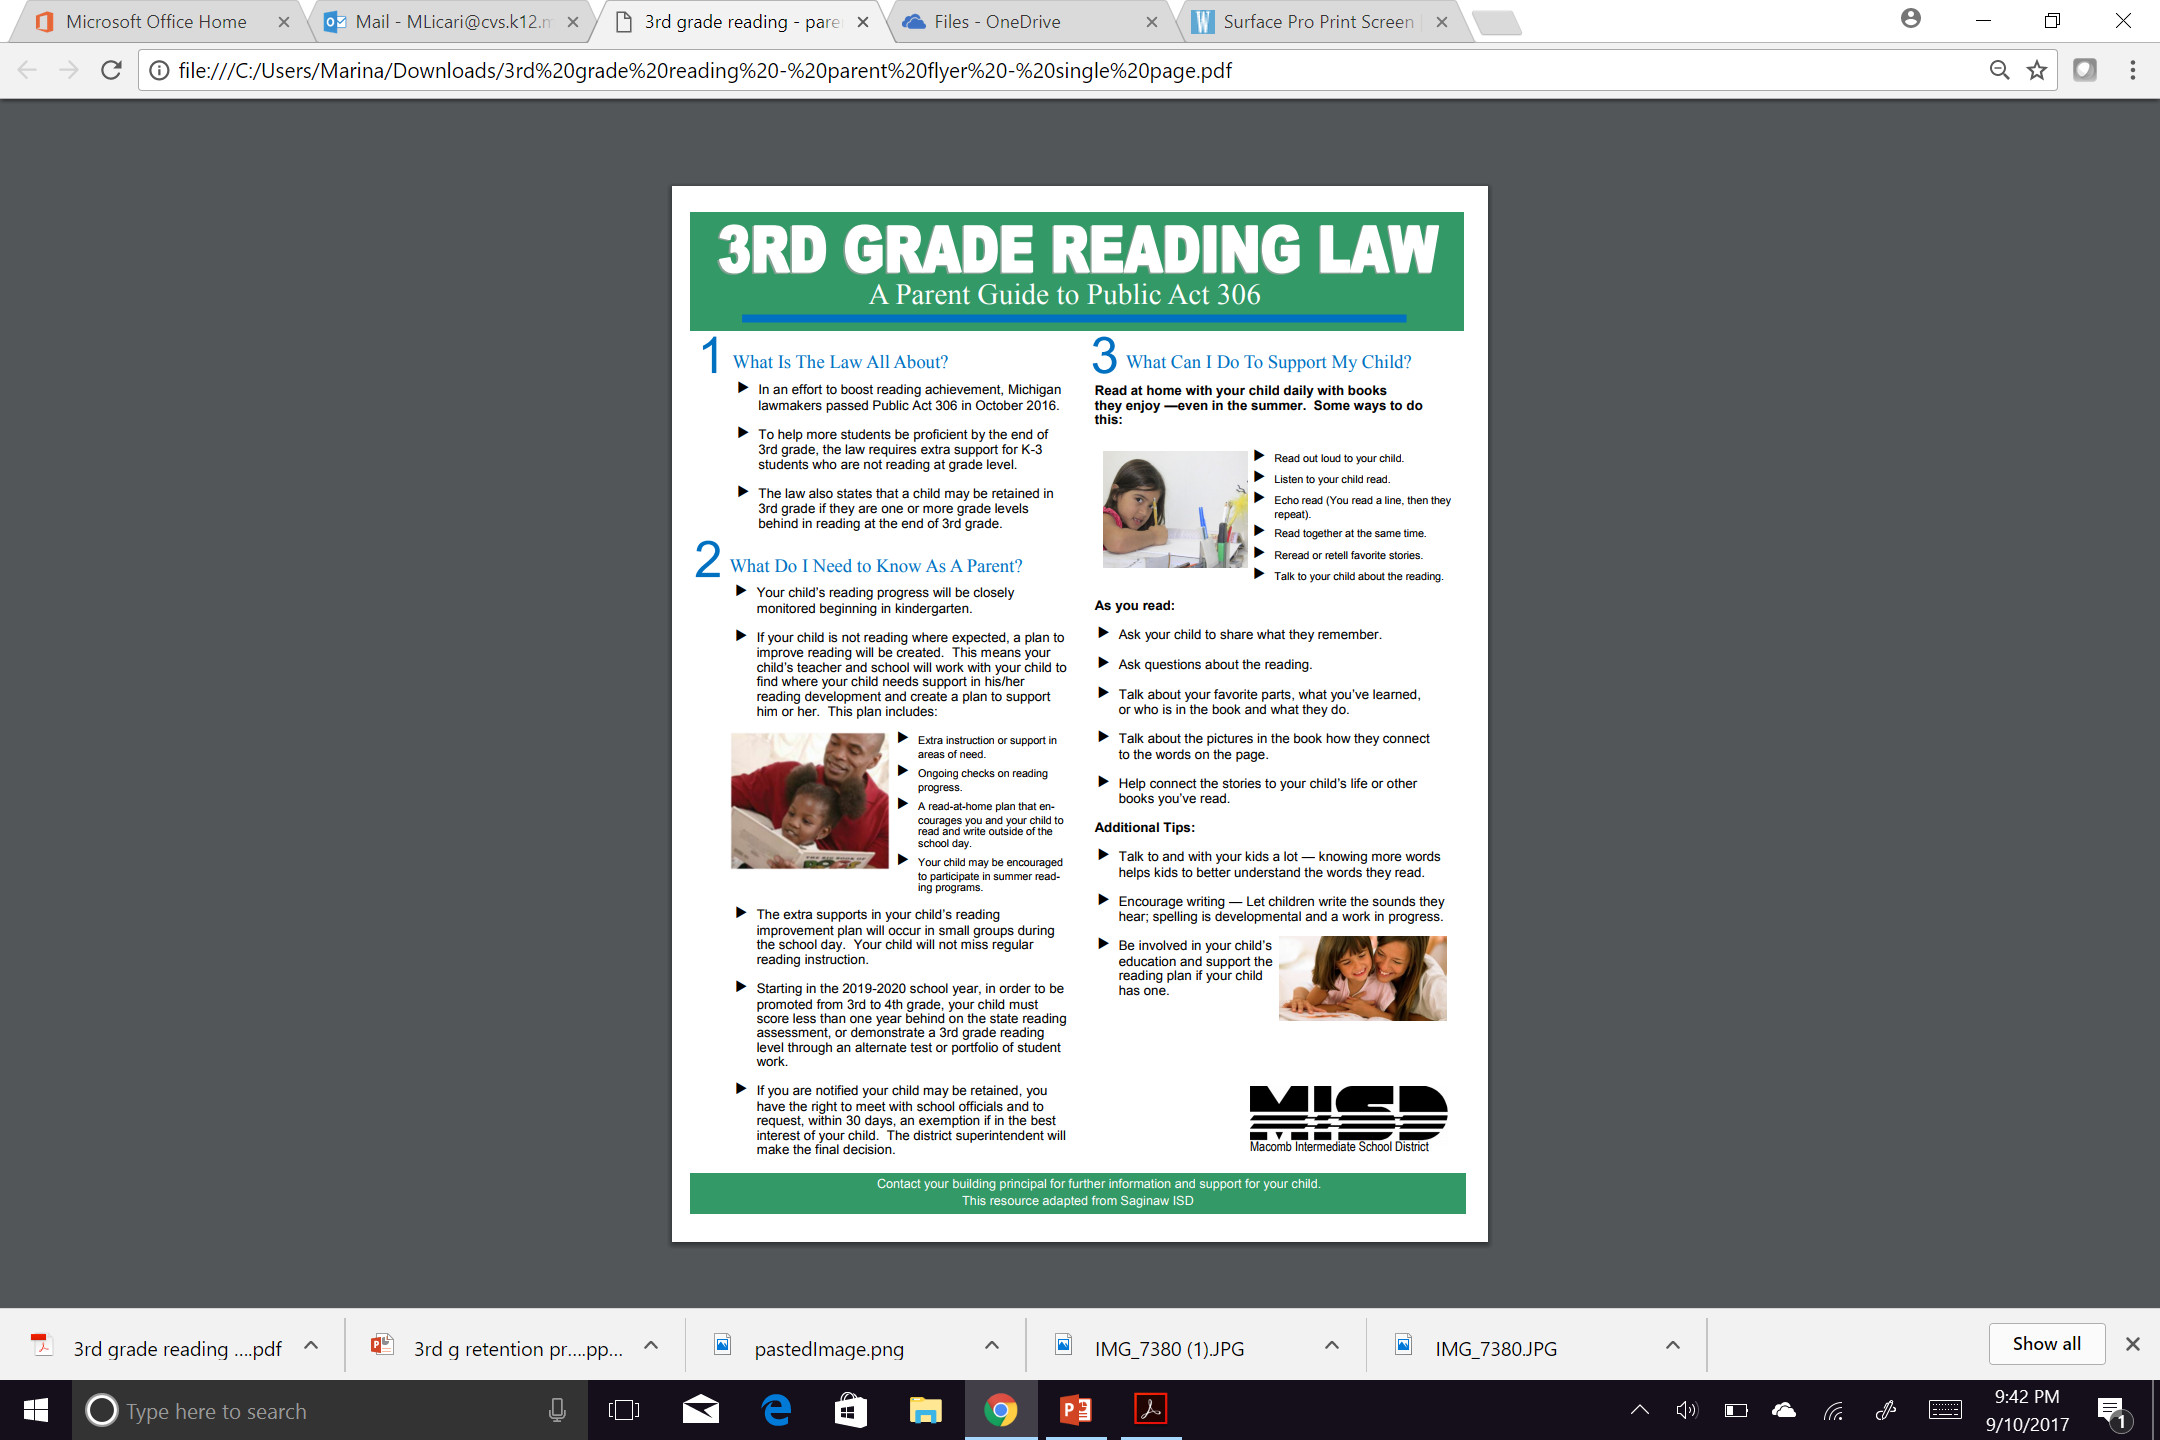 Microsoft Office Home
Mail - MLicari@cvs.k12.m
3rd grade reading - pare
Files - OneDrive
Surface Pro Print Screen
file:///C:/Users/Marina/Downloads/3rd%20grade%20reading%20-%20parent%20flyer%20-%20single%20page.pdf
3RD GRADE READING LAW
A Parent Guide to Public Act 306
1 What Is The Law All About?
In an effort to boost reading achievement, Michigan
lawmakers passed Public Act 306 in October 2016.
To help more students be proficient by the end of
3rd grade, the law requires extra support for K-3
students who are not reading at grade level.
The law also states that a child may be retained in
3rd grade if they are one or more grade levels
behind in reading at the end of 3rd grade.
2 What Do I Need to Know As A Parent?
Your child's reading progress will be closely
monitored beginning in kindergarten.
If your child is not reading where expected, a plan to
improve reading will be created.  This means your
child's teacher and school will work with your child to
find where your child needs support in his/her
reading development and create a plan to support
him or her.  This plan includes:
Extra instruction or support in
areas of need.
Ongoing checks on reading
progress.
A read-at-home plan that en-
courages you and your child to
read and write outside of the
school day.
Your child may be encouraged
to participate in summer read-
ing programs.
The extra supports in your child's reading
improvement plan will occur in small groups during
the school day.  Your child will not miss regular
reading instruction.
Starting in the 2019-2020 school year, in order to be
promoted from 3rd to 4th grade, your child must
score less than one year behind on the state reading
assessment, or demonstrate a 3rd grade reading
level through an alternate test or portfolio of student
work.
If you are notified your child may be retained, you
have the right to meet with school officials and to
request, within 30 days, an exemption if in the best
interest of your child.  The district superintendent will
make the final decision.
3 What Can I Do To Support My Child?
Read at home with your child daily with books
they enjoy —even in the summer.  Some ways to do
this:
Read out loud to your child.
Listen to your child read.
Echo read (You read a line, then they
repeat).
Read together at the same time.
Reread or retell favorite stories.
Talk to your child about the reading.
As you read:
Ask your child to share what they remember.
Ask questions about the reading.
Talk about your favorite parts, what you've learned,
or who is in the book and what they do.
Talk about the pictures in the book how they connect
to the words on the page.
Help connect the stories to your child's life or other
books you've read.
Additional Tips:
Talk to and with your kids a lot — knowing more words
helps kids to better understand the words they read.
Encourage writing — Let children write the sounds they
hear; spelling is developmental and a work in progress.
Be involved in your child's
education and support the
reading plan if your child
has one.
MISD
Macomb Intermediate School District
Contact your building principal for further information and support for your child.
This resource adapted from Saginaw ISD
3rd grade reading ....pdf
3rd g retention pr....pp...
pastedImage.png
IMG_7380 (1).JPG
IMG_7380.JPG
Show all
Type here to search
9:42 PM
9/10/2017
1